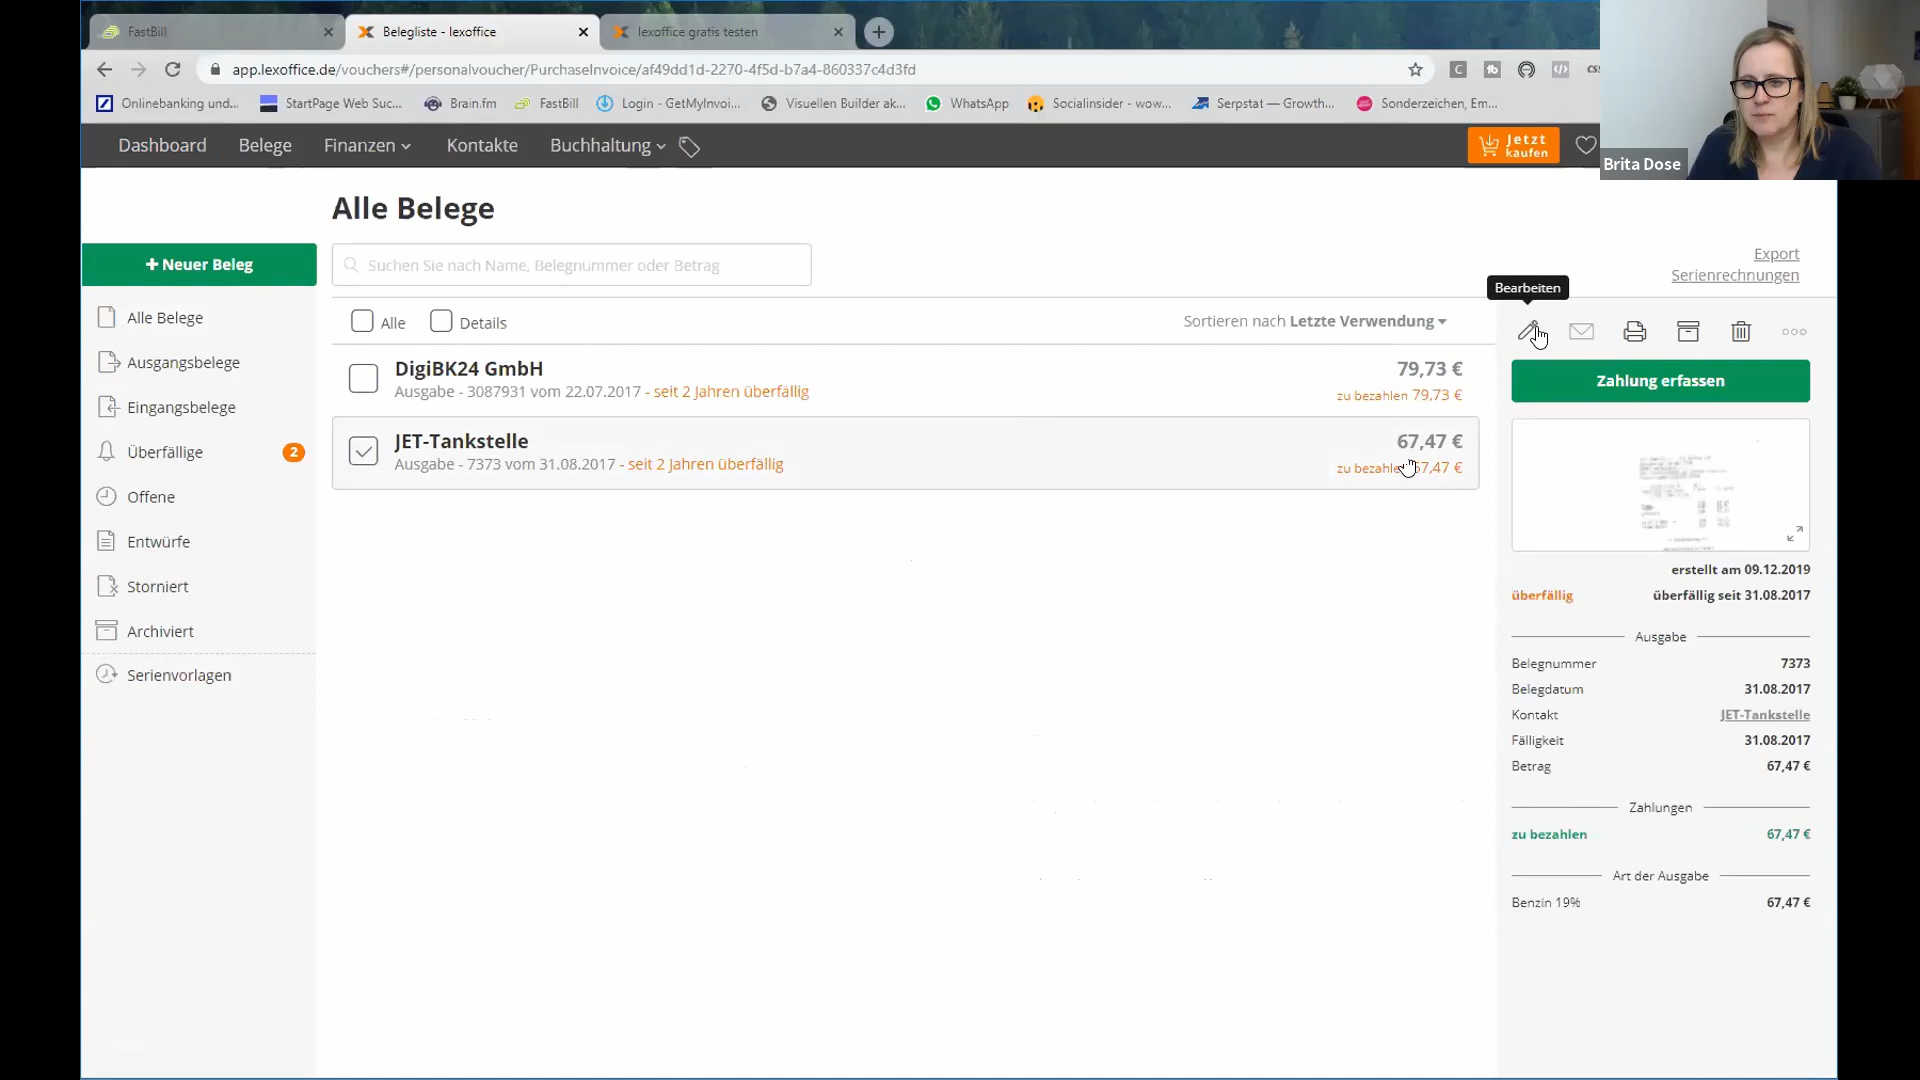 FastBill
Belegliste - lexoffice
lexoffice gratis testen
app.lexoffice.de/vouchers#/personalvoucher/PurchaseInvoice/af49dd1d-2270-4f5d-b7a4-860337c4d3fd
Onlinebanking und...
StartPage Web Suc...
Brain.fm
FastBill
Login - GetMyInvoi...
Visuellen Builder ak...
WhatsApp
Socialinsider - wow...
Serpstat — Growth...
Sonderzeichen, Em...
Dashboard
Belege
Finanzen
Kontakte
Buchhaltung
Jetzt
kaufen
Brita Dose
Alle Belege
+ Neuer Beleg
Suchen Sie nach Name, Belegnummer oder Betrag
Export
Serienrechnungen
Bearbeiten
Alle Belege
Ausgangsbelege
Eingangsbelege
Überfällige 2
Offene
Entwürfe
Storniert
Archiviert
Serienvorlagen
Alle
Details
Sortieren nach Letzte Verwendung
DigiBK24 GmbH
79,73 €
Ausgabe - 3087931 vom 22.07.2017 - seit 2 Jahren überfällig
zu bezahlen 79,73 €
JET-Tankstelle
67,47 €
Ausgabe - 7373 vom 31.08.2017 - seit 2 Jahren überfällig
zu bezahlen 67,47 €
Zahlung erfassen
erstellt am 09.12.2019
überfällig
überfällig seit 31.08.2017
Ausgabe
Belegnummer 7373
Belegdatum 31.08.2017
Kontakt JET-Tankstelle
Fälligkeit 31.08.2017
Betrag 67,47 €
Zahlungen
zu bezahlen 67,47 €
Art der Ausgabe
Benzin 19% 67,47 €